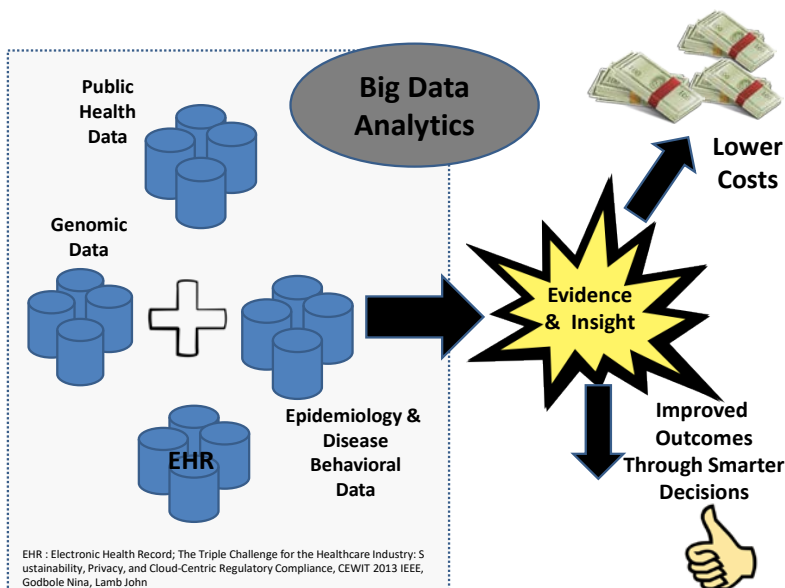 Public
Health
Data
Big Data
Analytics
Lower
Costs
Genomic
Data
Evidence
& Insight
Epidemiology &
Disease
Behavioral
Data
EHR
Improved
Outcomes
Through Smarter
Decisions
EHR : Electronic Health Record; The Triple Challenge for the Healthcare Industry: S
ustainability, Privacy, and Cloud-Centric Regulatory Compliance, CEWIT 2013 IEEE,
Godbole Nina, Lamb John